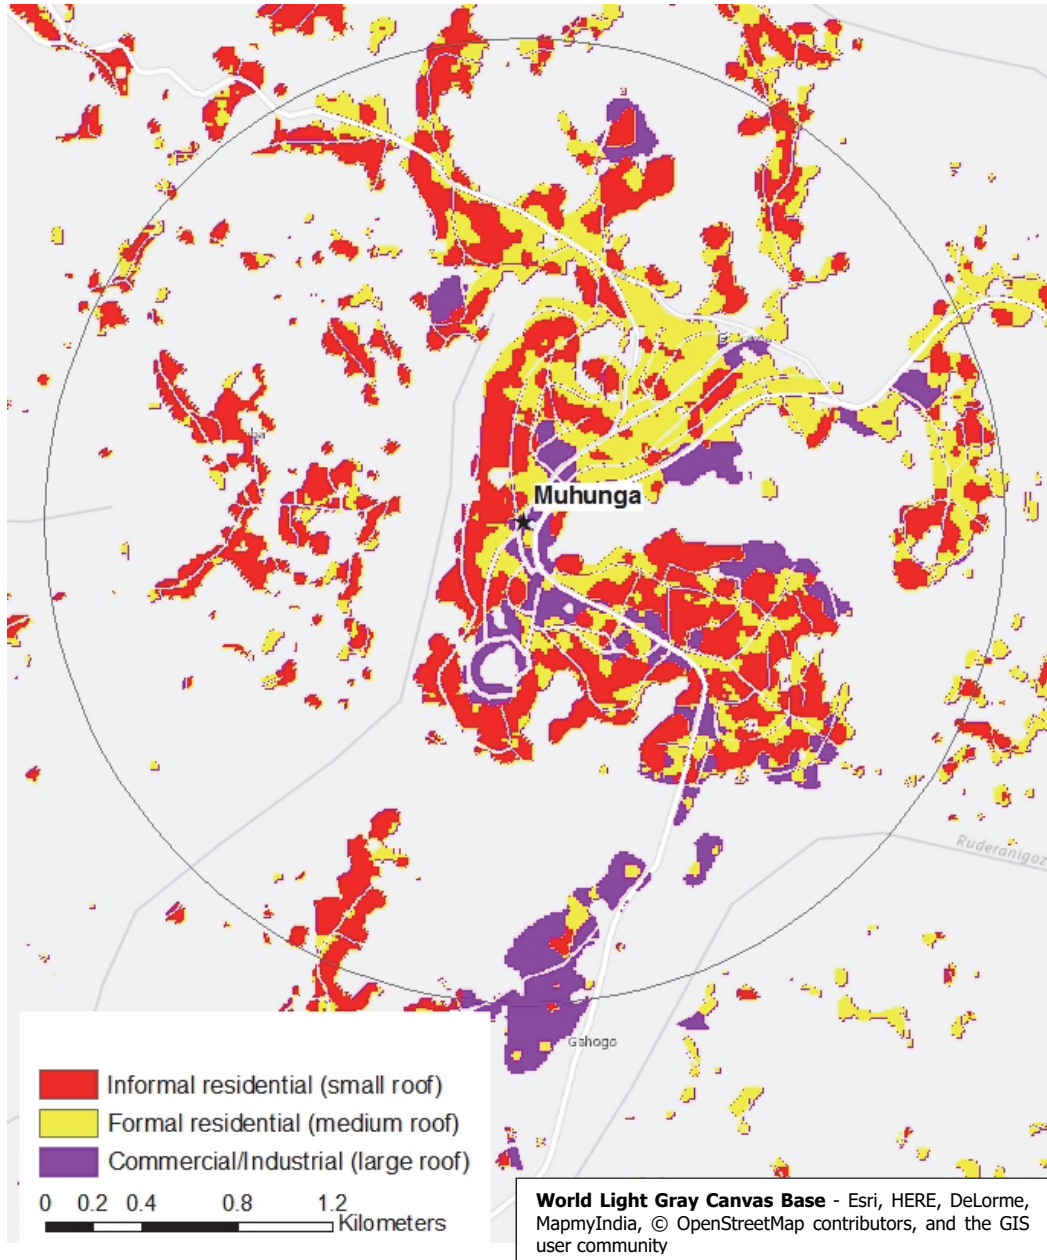 Muhunga
Ruderanigoz
Gahogo
Informal residential (small roof)
Formal residential (medium roof)
Commercial/Industrial (large roof)
0 0.2 0.4 0.8 1.2
Kilometers
World Light Gray Canvas Base - Esri, HERE, DeLorme,
MapmyIndia, © OpenStreetMap contributors, and the GIS
user community